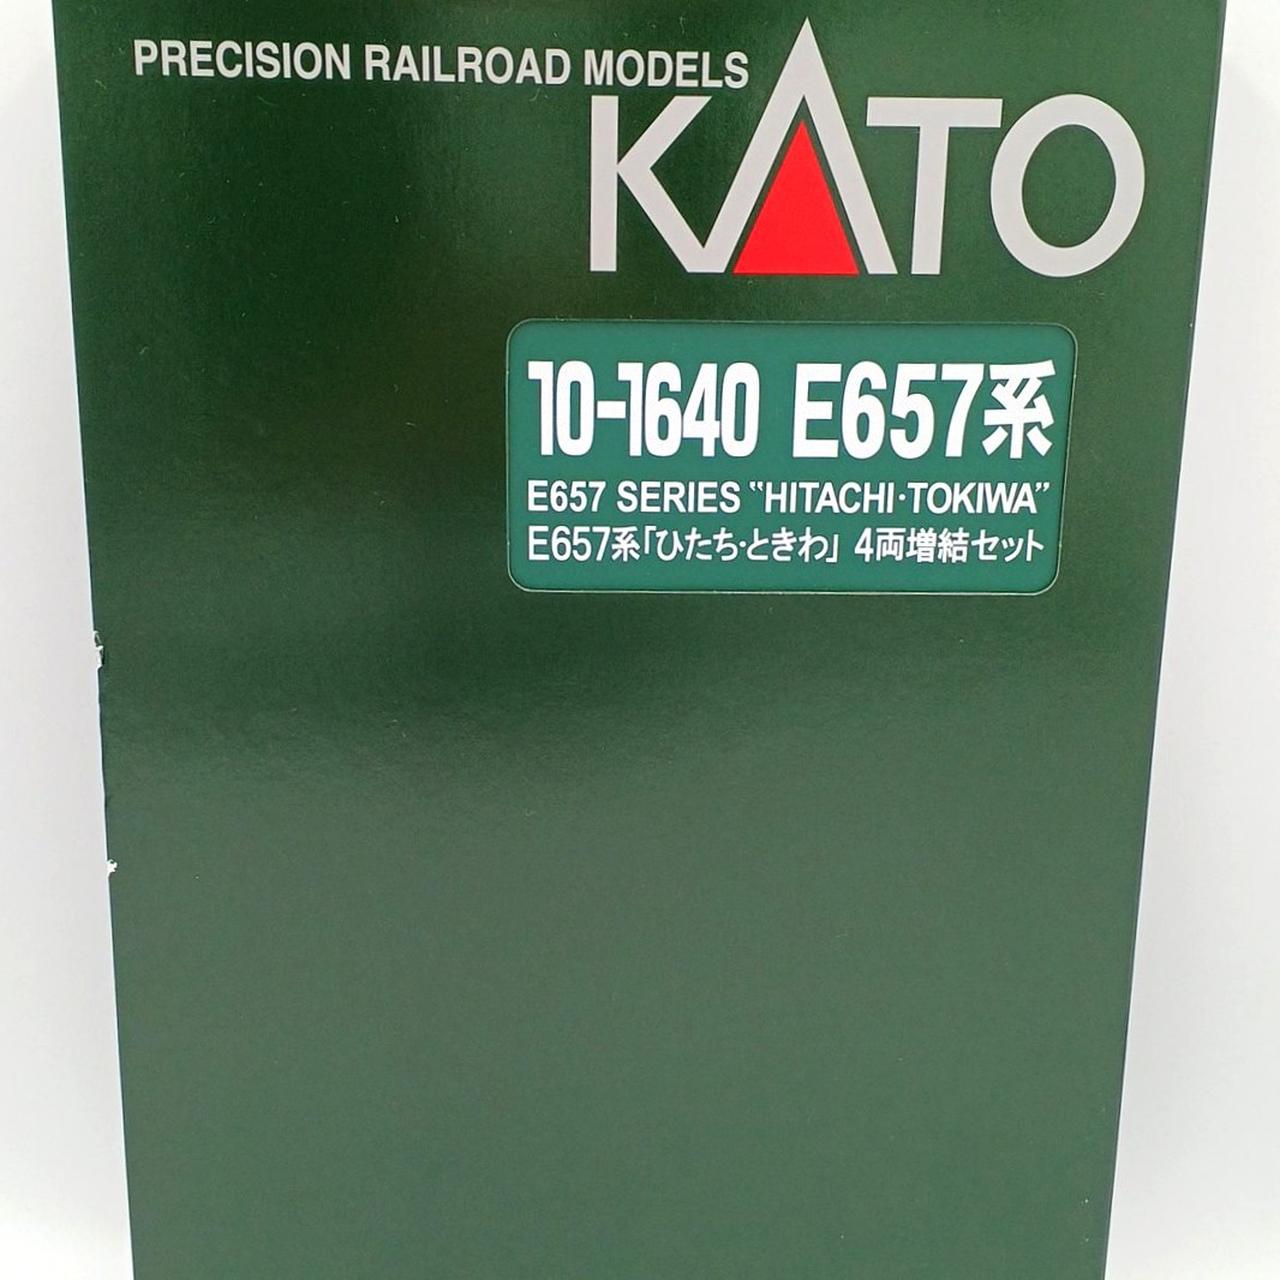 PRECISION RAILROAD MODELS
KATO
10-1640 E657系
E657 SERIES “HITACHI·TOKIWA”
E657系「ひたち·ときわ」 4両増結セット